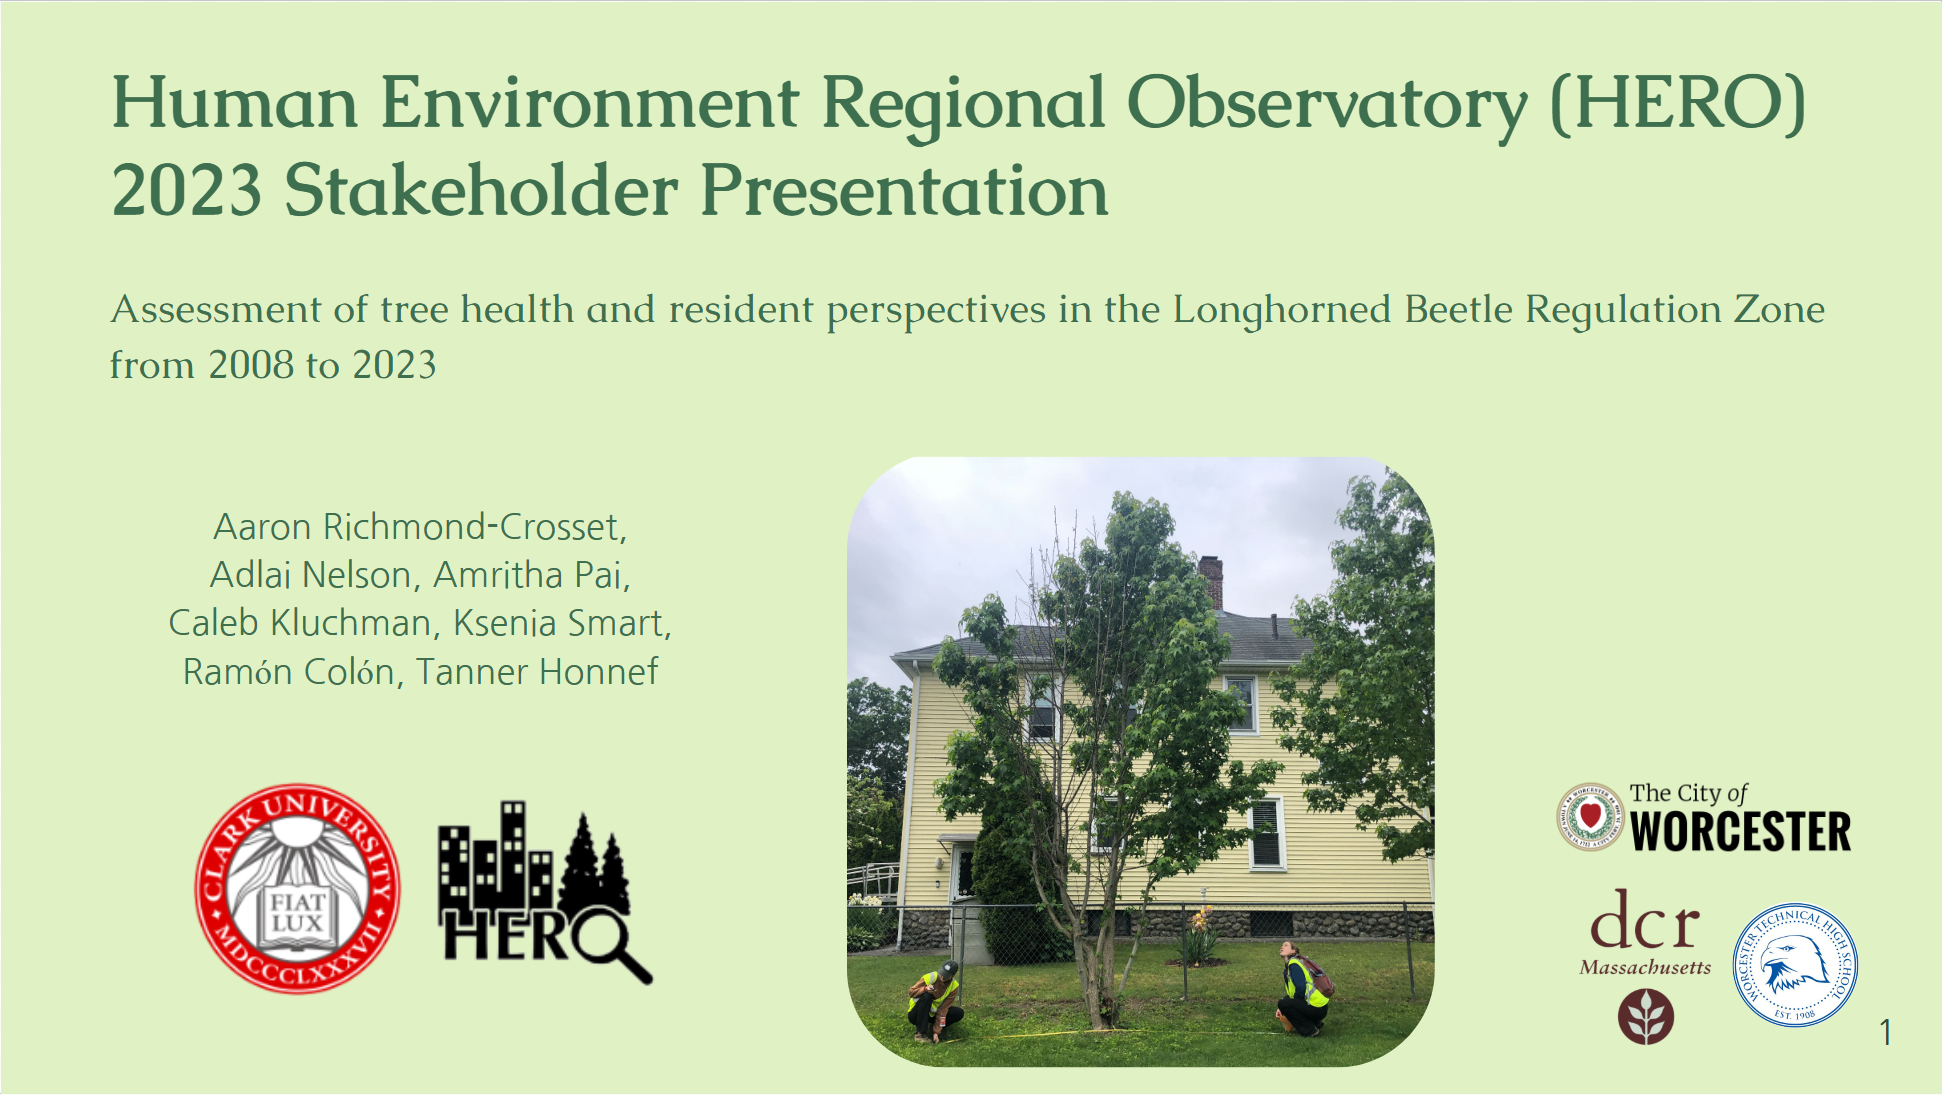 Human Environment Regional Observatory (HERO)
2023 Stakeholder Presentation
Assessment of tree health and resident perspectives in the Longhorned Beetle Regulation Zone
from 2008 to 2023
Aaron Richmond-Crosset,
Adlai Nelson, Amritha Pai,
Caleb Kluchman, Ksenia Smart,
Ramón Colón, Tanner Honnef
CLARK UNIVERSITY
FIAT
LUX
MDCCCLXXXVII
HERO
The City of
WORCESTER
dcr
Massachusetts
WORCESTER TECHNICAL HIGH SCHOOL
EST. 1908
1